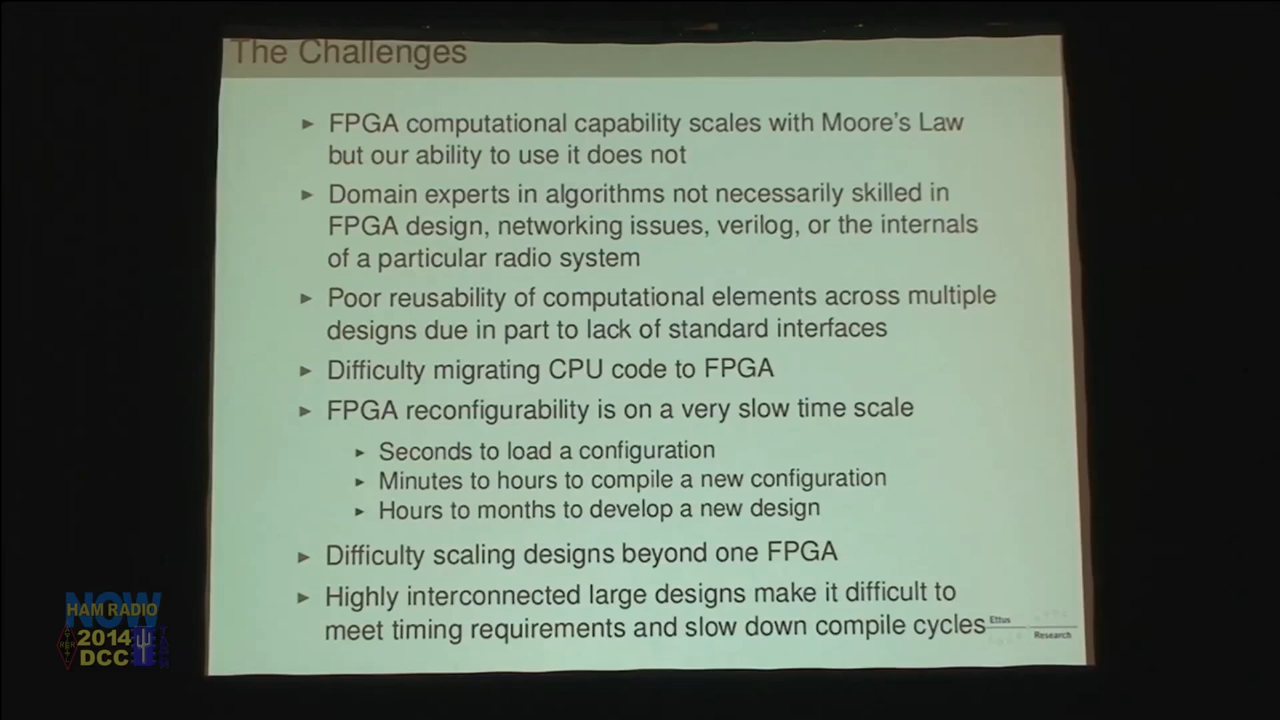 The Challenges
► FPGA computational capability scales with Moore's Law
but our ability to use it does not
► Domain experts in algorithms not necessarily skilled in
FPGA design, networking issues, verilog, or the internals
of a particular radio system
► Poor reusability of computational elements across multiple
designs due in part to lack of standard interfaces
► Difficulty migrating CPU code to FPGA
► FPGA reconfigurability is on a very slow time scale
► Seconds to load a configuration
► Minutes to hours to compile a new configuration
► Hours to months to develop a new design
► Difficulty scaling designs beyond one FPGA
► Highly interconnected large designs make it difficult to
meet timing requirements and slow down compile cycles
Ettus
Research
NOW
HAM RADIO
2014
DCC